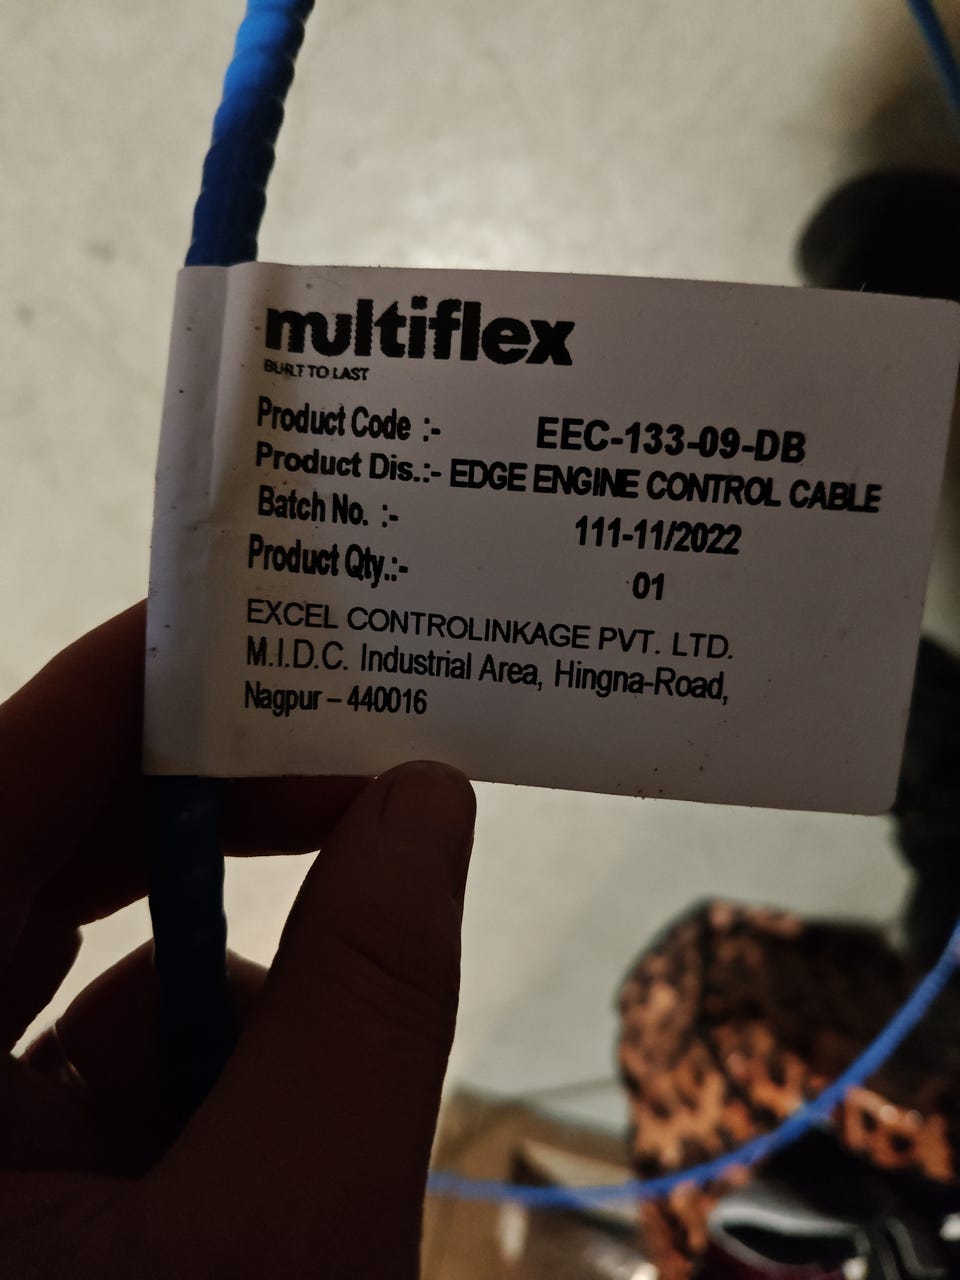 multiflex
BUILT TO LAST
Product Code :- EEC-133-09-DB
Product Dis.:- EDGE ENGINE CONTROL CABLE
Batch No. :- 111-11/2022
Product Qty.:- 01
EXCEL CONTROLINKAGE PVT. LTD.
M.I.D.C. Industrial Area, Hingna-Road,
Nagpur – 440016